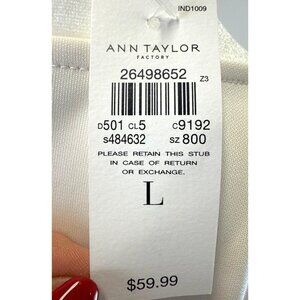 IND1009
ANN TAYLOR
FACTORY
26498652 Z3
D501 CL5 C9192
S484632 SZ 800
PLEASE RETAIN THIS STUB
IN CASE OF RETURN
OR EXCHANGE.
L
$59.99